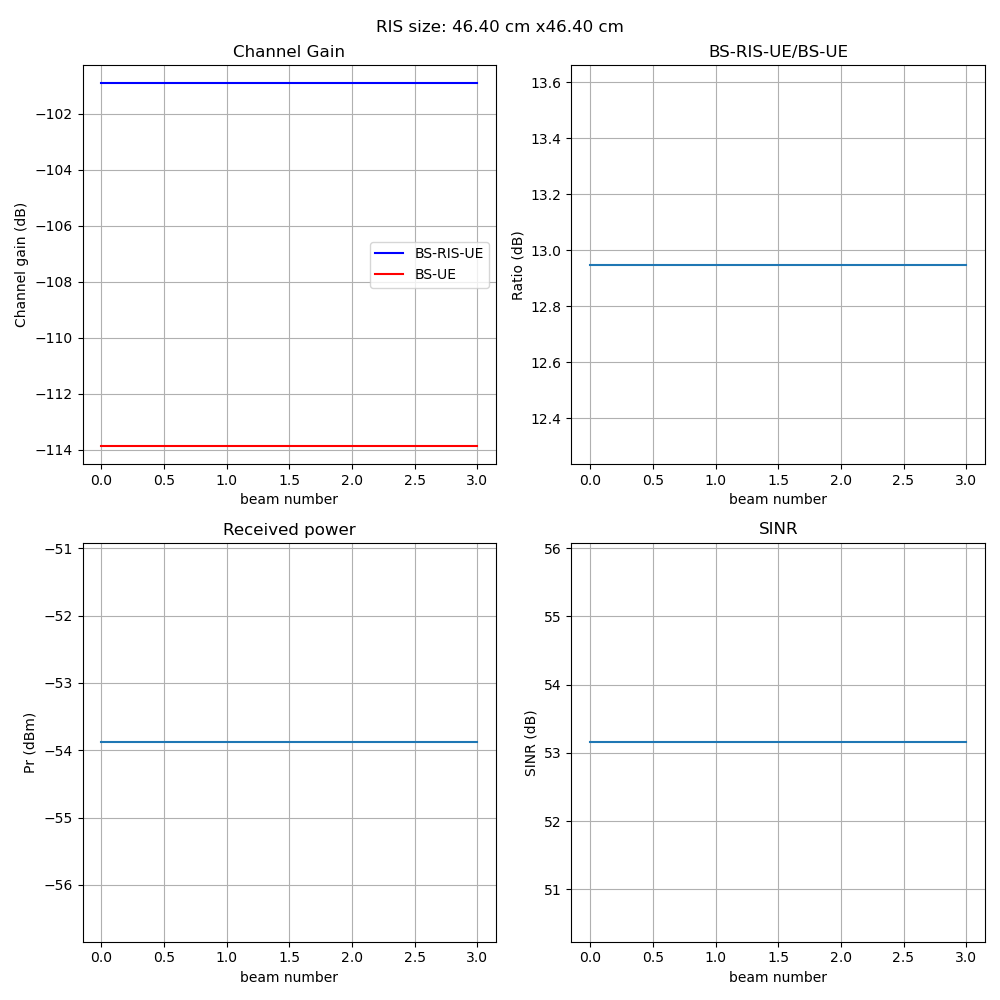 RIS size: 46.40 cm x46.40 cm
Channel Gain
Channel gain (dB)
−102
−104
−106
−108
−110
−112
−114
BS-RIS-UE
BS-UE
0.0 0.5 1.0 1.5 2.0 2.5 3.0
beam number
BS-RIS-UE/BS-UE
Ratio (dB)
13.6
13.4
13.2
13.0
12.8
12.6
12.4
0.0 0.5 1.0 1.5 2.0 2.5 3.0
beam number
Received power
Pr (dBm)
−51
−52
−53
−54
−55
−56
0.0 0.5 1.0 1.5 2.0 2.5 3.0
beam number
SINR
SINR (dB)
56
55
54
53
52
51
0.0 0.5 1.0 1.5 2.0 2.5 3.0
beam number